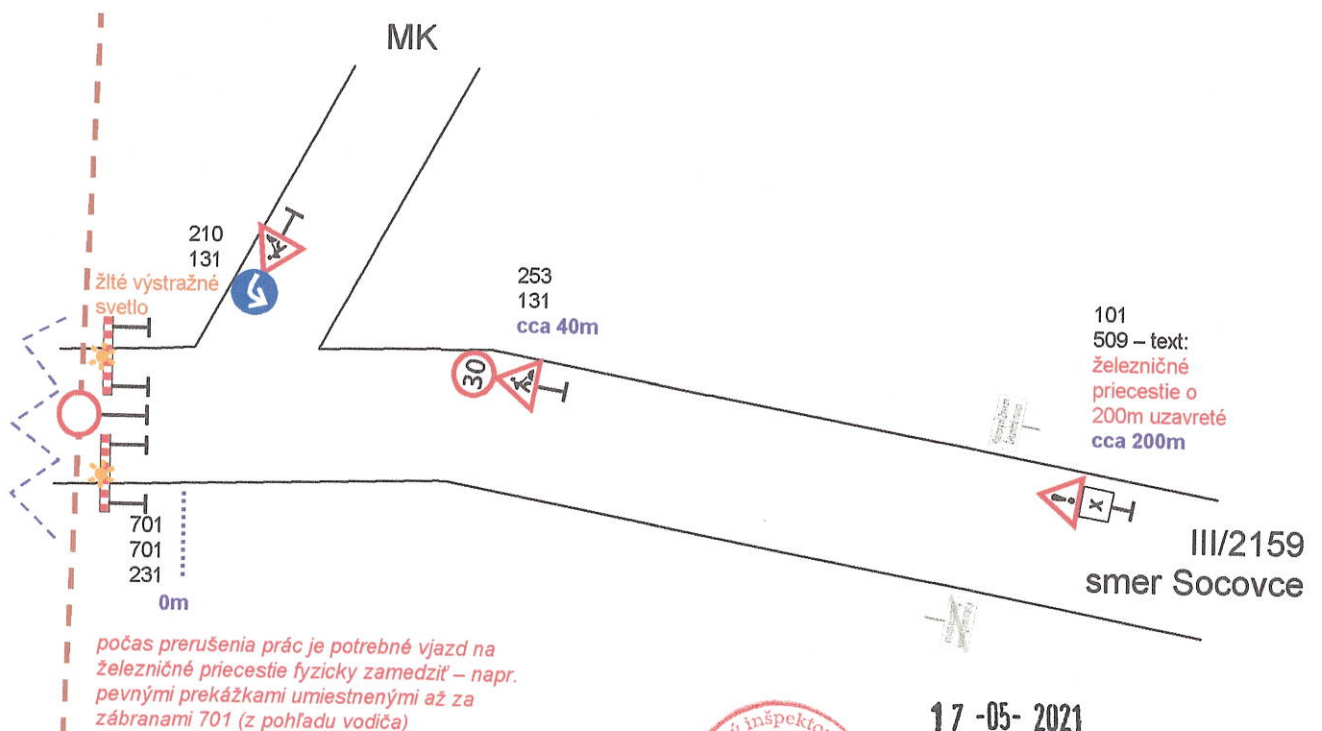 MK
210
131
žlté výstražné
svetlo
253
131
cca 40m
30
101
509 – text:
železničné
priecestie o
200m uzavreté
cca 200m
!
x
III/2159
smer Socovce
701
701
231
0m
počas prerušenia prác je potrebné vjazd na
železničné priecestie fyzicky zamedziť – napr.
pevnými prekážkami umiestnenými až za
zábranami 701 (z pohľadu vodiča)
inšpekto
17 -05- 2021